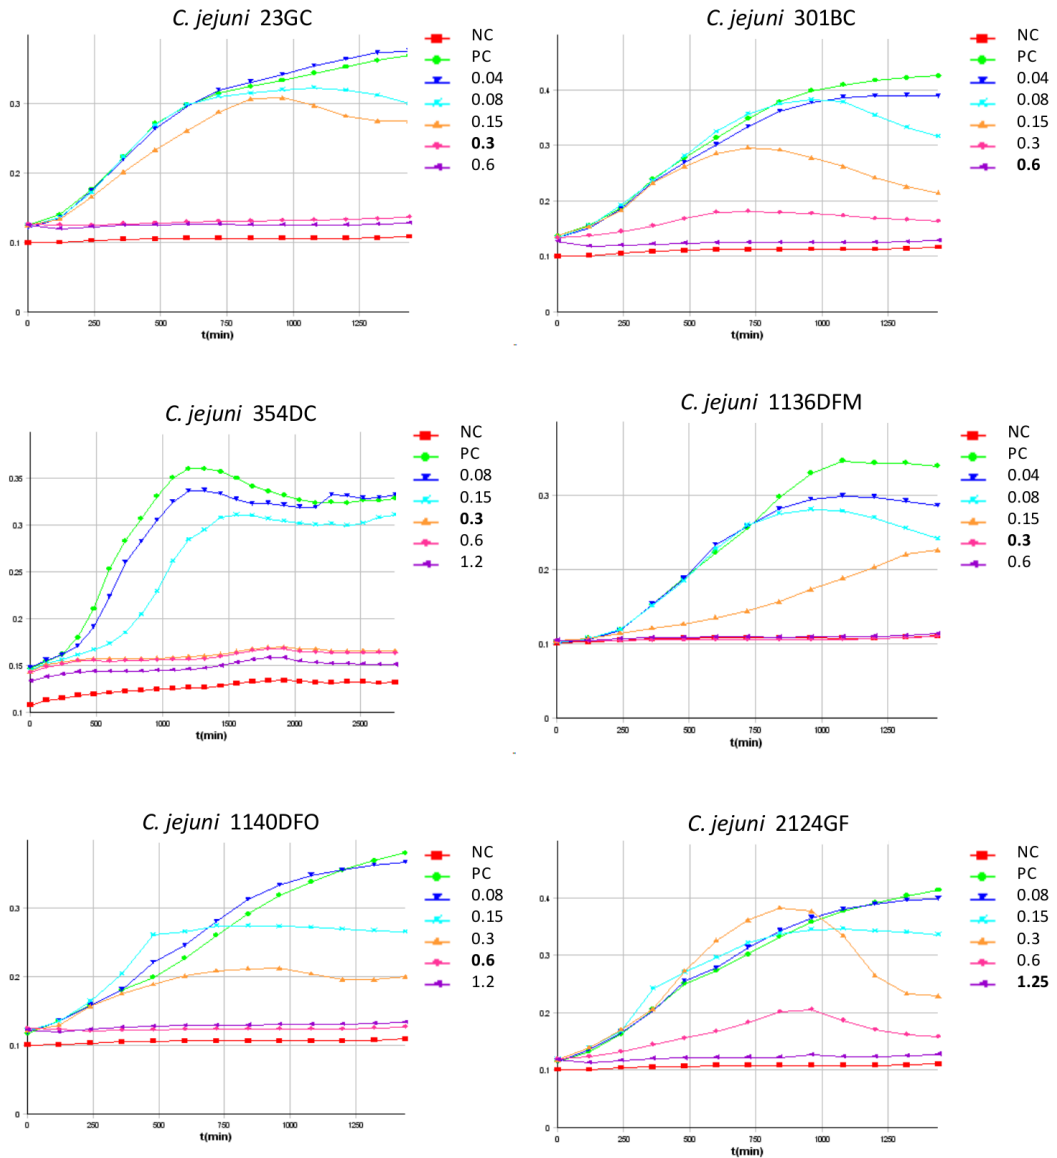 C. jejuni 23GC
NC
PC
0.04
0.08
0.15
0.3
0.6
0.3
0.2
0.1
0
0 250 500 750 1000 1250
t(min)
C. jejuni 301BC
NC
PC
0.04
0.08
0.15
0.3
0.6
0.4
0.3
0.2
0.1
0
0 250 500 750 1000 1250
t(min)
C. jejuni 354DC
NC
PC
0.08
0.15
0.3
0.6
1.2
0.35
0.3
0.25
0.2
0.15
0.1
0 500 1000 1500 2000 2500
t(min)
C. jejuni 1136DFM
NC
PC
0.04
0.08
0.15
0.3
0.6
0.3
0.2
0.1
0
0 250 500 750 1000 1250
t(min)
C. jejuni 1140DFO
NC
PC
0.08
0.15
0.3
0.6
1.2
0.3
0.2
0.1
0
0 250 500 750 1000 1250
t(min)
C. jejuni 2124GF
NC
PC
0.08
0.15
0.3
0.6
1.25
0.4
0.3
0.2
0.1
0
0 250 500 750 1000 1250
t(min)